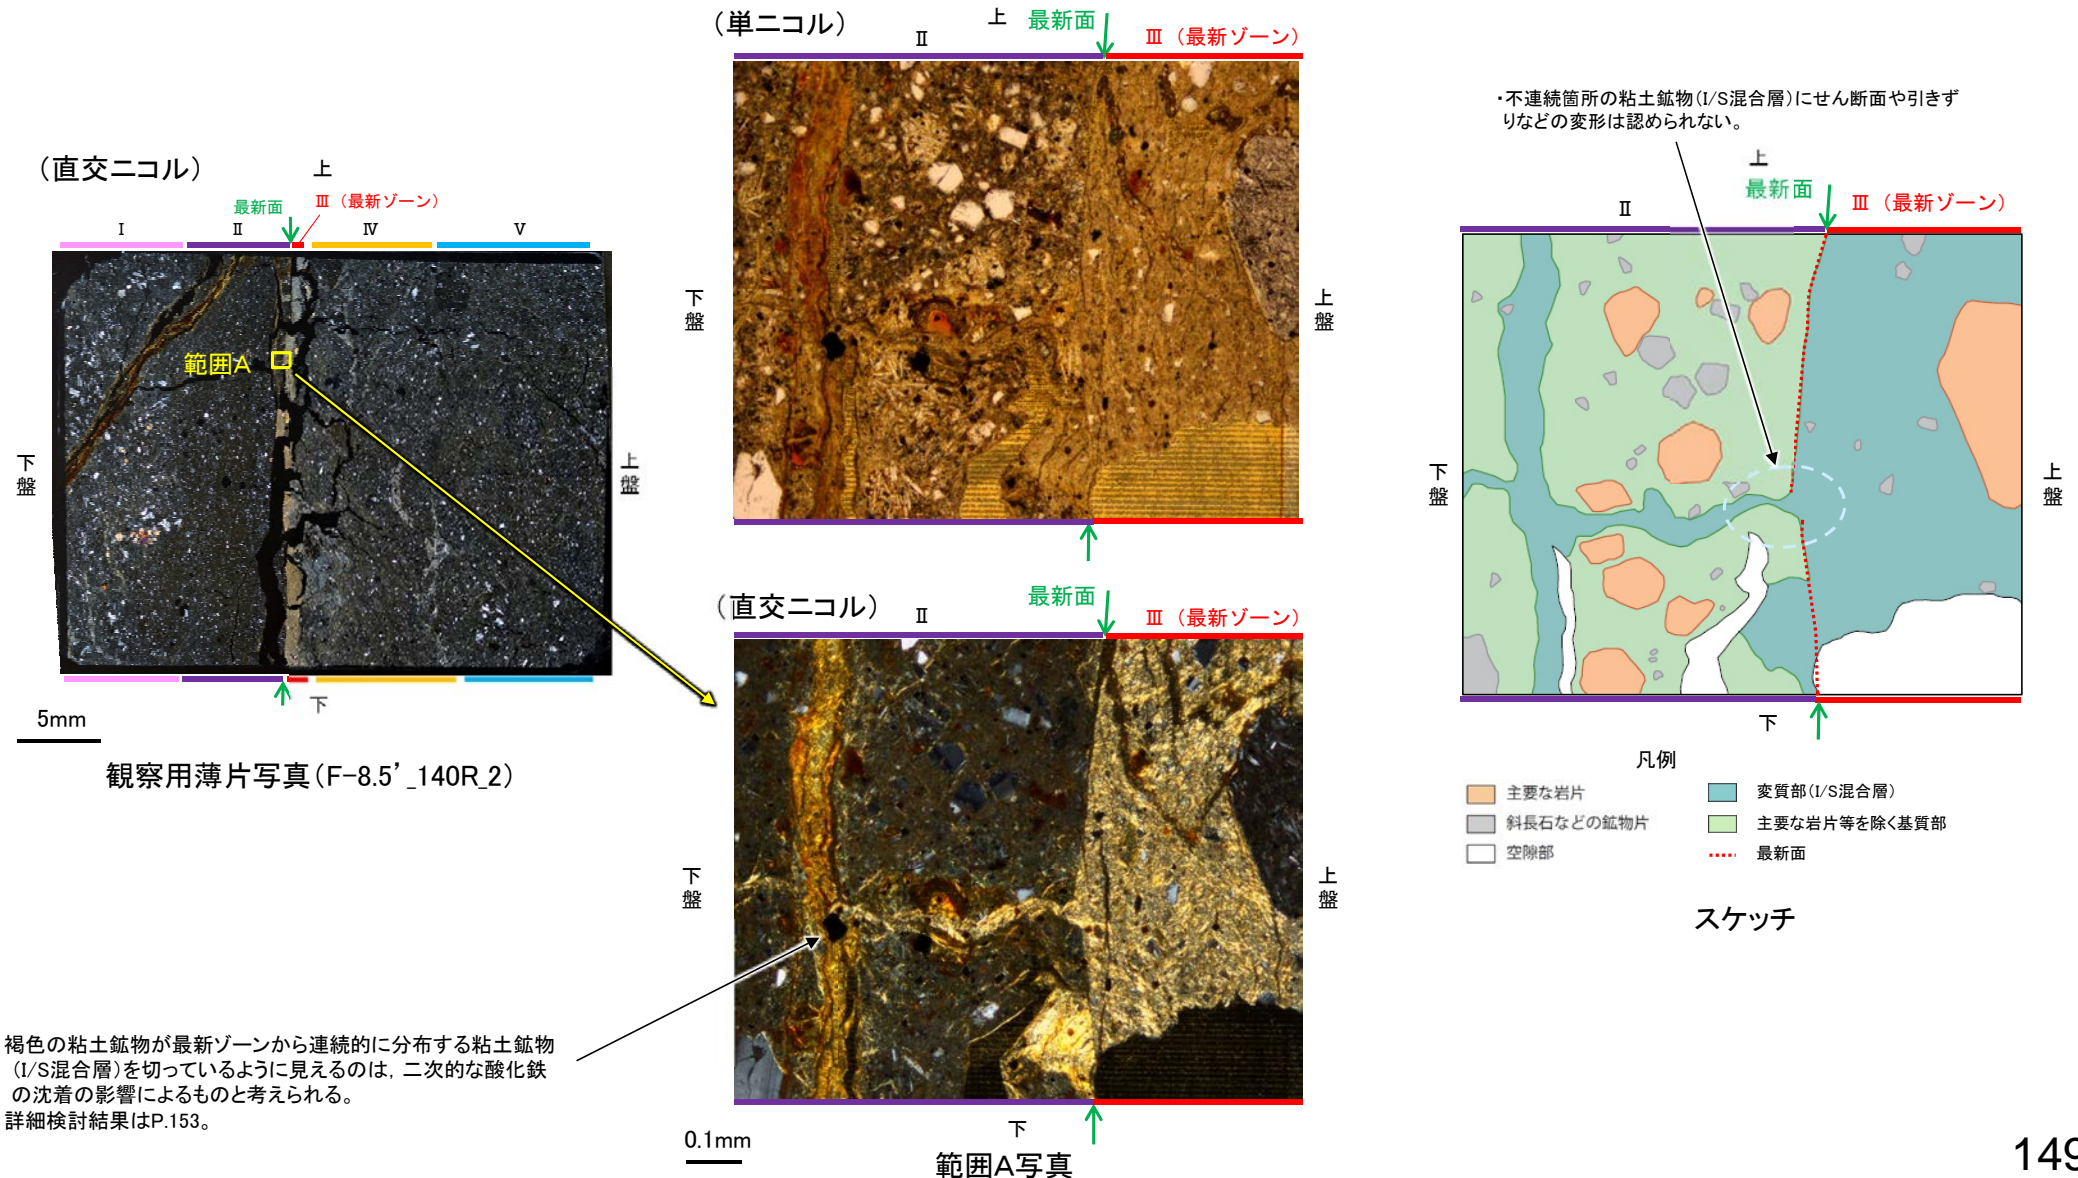 （直交ニコル）
上
最新面
Ⅲ（最新ゾーン）
Ⅰ
Ⅱ
Ⅳ
Ⅴ
範囲A
下盤
上盤
下
5mm
観察用薄片写真（F-8.5’_140R_2）
褐色の粘土鉱物が最新ゾーンから連続的に分布する粘土鉱物
（I/S混合層）を切っているように見えるのは，二次的な酸化鉄
の沈着の影響によるものと考えられる。
詳細検討結果はP.153。
（単ニコル）
上
最新面
Ⅱ
Ⅲ（最新ゾーン）
下盤
上盤
（直交ニコル）
Ⅱ
最新面
Ⅲ（最新ゾーン）
下盤
上盤
下
0.1mm
範囲A写真
・不連続箇所の粘土鉱物（I/S混合層）にせん断面や引きず
りなどの変形は認められない。
上
最新面
Ⅱ
Ⅲ（最新ゾーン）
下盤
上盤
下
凡例
主要な岩片
変質部（I/S混合層）
斜長石などの鉱物片
主要な岩片等を除く基質部
空隙部
最新面
スケッチ
149